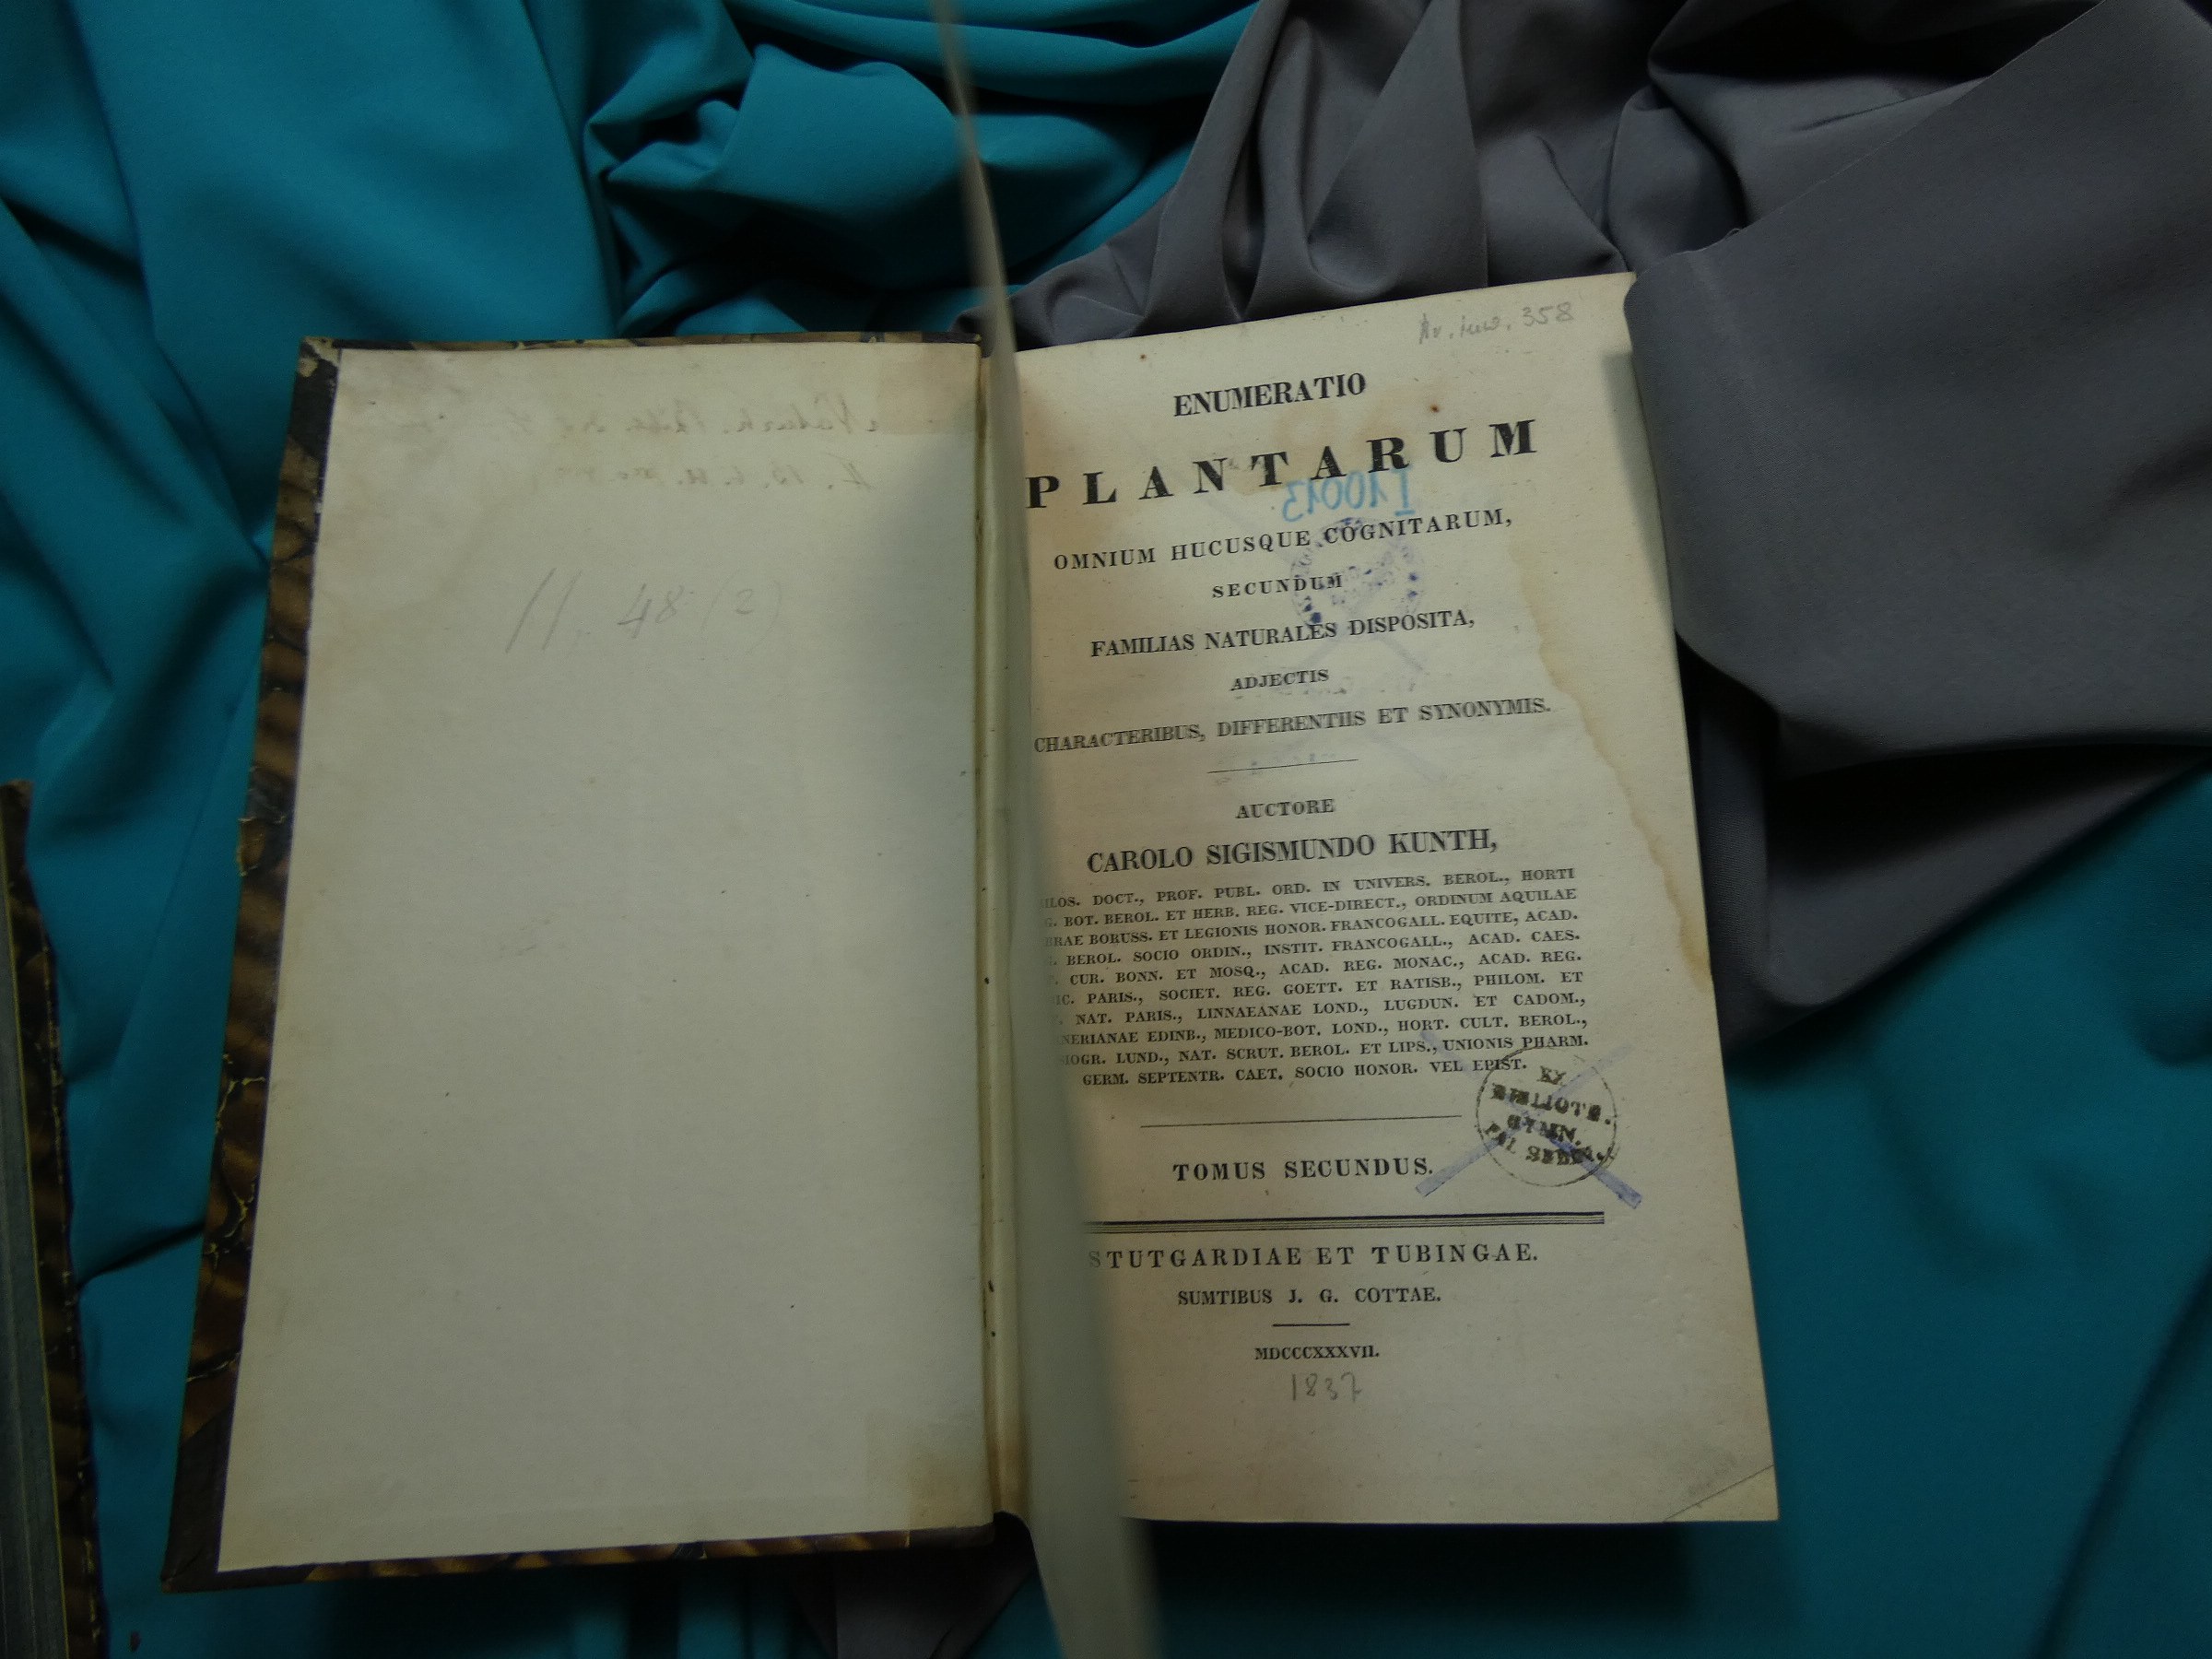 11. 48 (2)
358
ENUMERATIO
PLANTARUM
I10013
OMNIUM HUCUSQUE COGNITARUM,
SECUNDUM
FAMILIAS NATURALES DISPOSITA,
ADJECTIS
CHARACTERIBUS, DIFFERENTIIS ET SYNONYMIS.
AUCTORE
CAROLO SIGISMUNDO KUNTH,
DOCT., PROF. PUBL. ORD. IN UNIVERS. BEROL., HORTI
BOT. BEROL. ET HERB. REG. VICE-DIRECT., ORDINUM AQUILAE
BORUSS. ET LEGIONIS HONOR. FRANCOGALL. EQUITE, ACAD.
BEROL. SOCIO ORDIN., INSTIT. FRANCOGALL., ACAD. CAES.
CUR. BONN. ET MOSQ., ACAD. REG. MONAC., ACAD. REG.
PARIS., SOCIET. REG. GOETT. ET RATISB., PHILOM. ET
NAT. PARIS., LINNAEANAE LOND., LUGDUN. ET CADOM.,
EDINB., MEDICO-BOT. LOND., HORT. CULT. BEROL.,
LUND., NAT. SCRUT. BEROL. ET LIPS., UNIONIS PHARM.
GERM. SEPTENTR. CAET. SOCIO HONOR. VEL EPIST.
EX
GYMN.
TOMUS SECUNDUS.
STUTGARDIAE ET TUBINGAE.
SUMTIBUS J. G. COTTAE.
MDCCCXXXVII.
1837